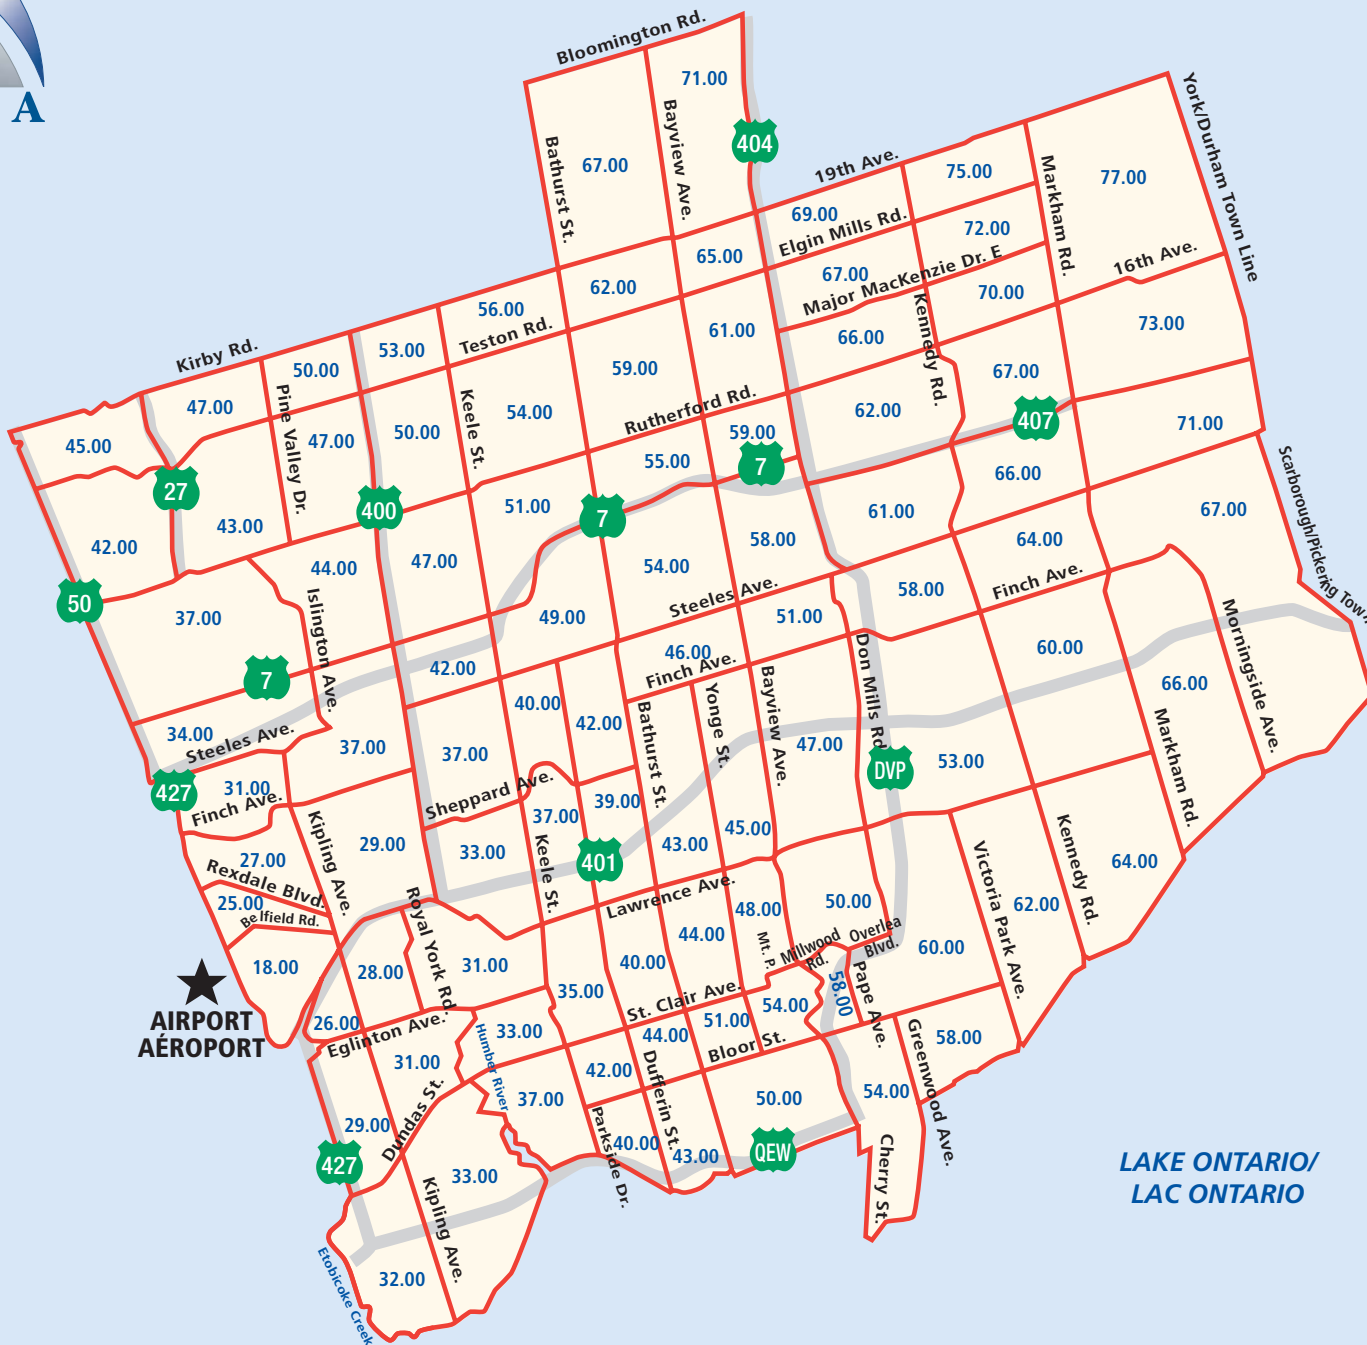 A
Bloomington Rd.
71.00
404
Bathurst St.
67.00
Bayview Ave.
19th Ave.
75.00
Markham Rd.
77.00
York/Durham Town Line
69.00
Elgin Mills Rd.
72.00
65.00
67.00
Major MacKenzie Dr. E
16th Ave.
62.00
70.00
56.00
Teston Rd.
61.00
66.00
Kennedy Rd.
73.00
Kirby Rd.
50.00
53.00
59.00
67.00
47.00
Pine Valley Dr.
54.00
Rutherford Rd.
62.00
407
45.00
47.00
50.00
Keele St.
59.00
71.00
55.00
7
66.00
27
400
51.00
7
61.00
67.00
Scarborough/Pickering Town
43.00
42.00
58.00
64.00
44.00
47.00
54.00
Steeles Ave.
58.00
Finch Ave.
50
37.00
Islington Ave.
49.00
51.00
Morningside Ave.
7
42.00
46.00
Finch Ave.
Don Mills Rd
60.00
66.00
34.00
Steeles Ave.
40.00
42.00
Bathurst St.
Yonge St.
Bayview Ave.
47.00
37.00
37.00
DVP
53.00
Markham Rd.
427
31.00
Finch Ave.
Sheppard Ave.
39.00
37.00
45.00
27.00
Kipling Ave.
29.00
33.00
Keele St.
401
43.00
Victoria Park Ave.
Kennedy Rd.
64.00
Rexdale Blvd.
25.00
Belfield Rd.
Royal York Rd.
Lawrence Ave.
48.00
50.00
62.00
44.00
Mt. P.
Millwood
Rd.
Overlea
Blvd.
60.00
18.00
28.00
31.00
40.00
35.00
St. Clair Ave.
54.00
58.00
Pape Ave.
AIRPORT
AÉROPORT
26.00
Eglinton Ave.
33.00
44.00
51.00
Bloor St.
58.00
Greenwood Ave.
31.00
Humber River
42.00
Dufferin St.
37.00
50.00
54.00
29.00
Dundas St.
Parkside Dr.
40.00
43.00
QEW
427
33.00
Kipling Ave.
Cherry St.
LAKE ONTARIO/
LAC ONTARIO
32.00
Etobicoke Creek